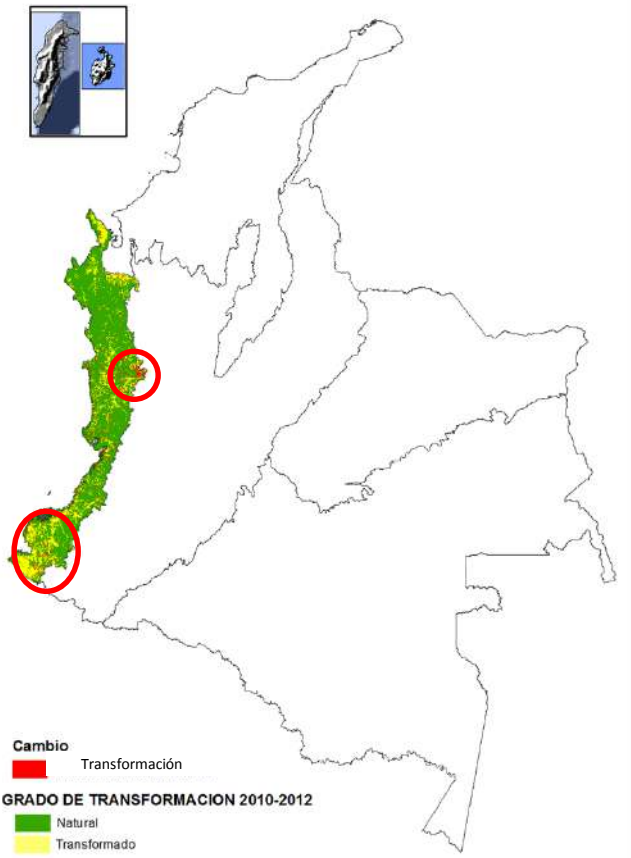 Cambio
Transformación
GRADO DE TRANSFORMACION 2010-2012
Natural
Transformado